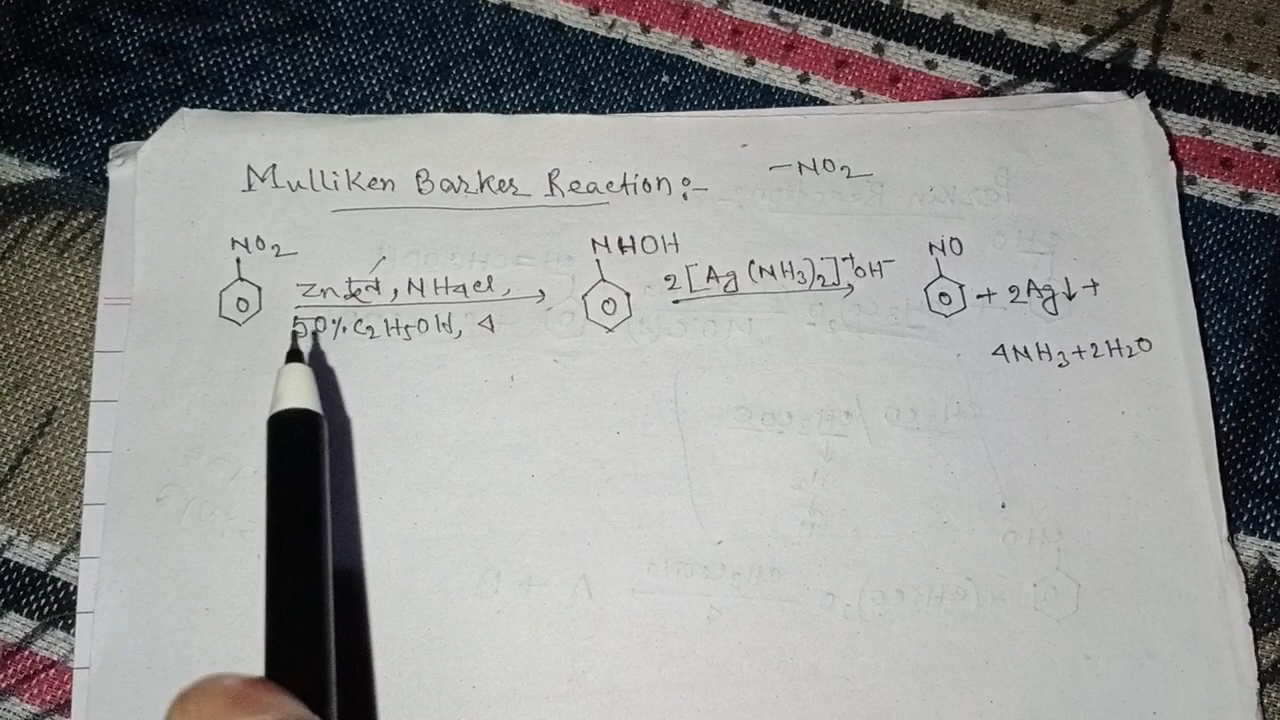 Mulliken Barker Reaction :-
-NO2
NO2
Zn, NH4Cl,
50% C2H5OH, Δ
NHOH
2[Ag(NH3)2]+OH-
NO
+ 2Ag↓ +
4NH3+2H2O